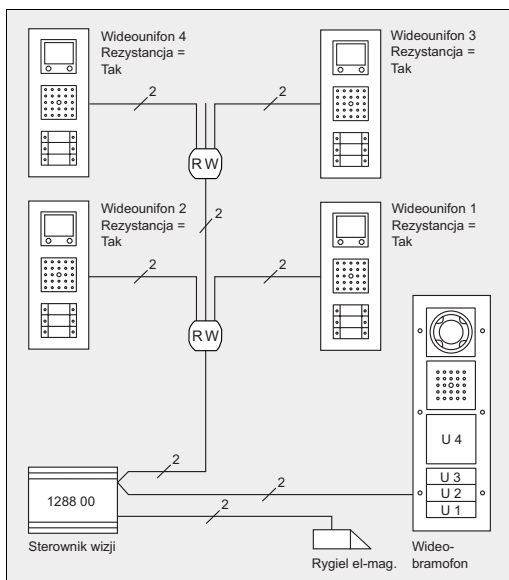 Wideounifon 4
Rezystancja =
Tak
Wideounifon 3
Rezystancja =
Tak
2
2
RW
Wideounifon 2
Rezystancja =
Tak
2
Wideounifon 1
Rezystancja =
Tak
2
2
RW
U 4
U 3
U 2
U 1
2
1288 00
2
2
Sterownik wizji
Rygiel el-mag.
Wideo-
bramofon